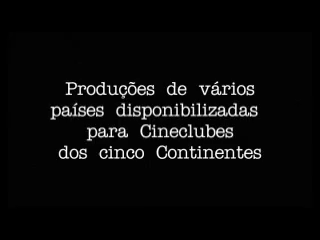 Produções de vários
países disponibilizadas
para Cineclubes
dos cinco Continentes